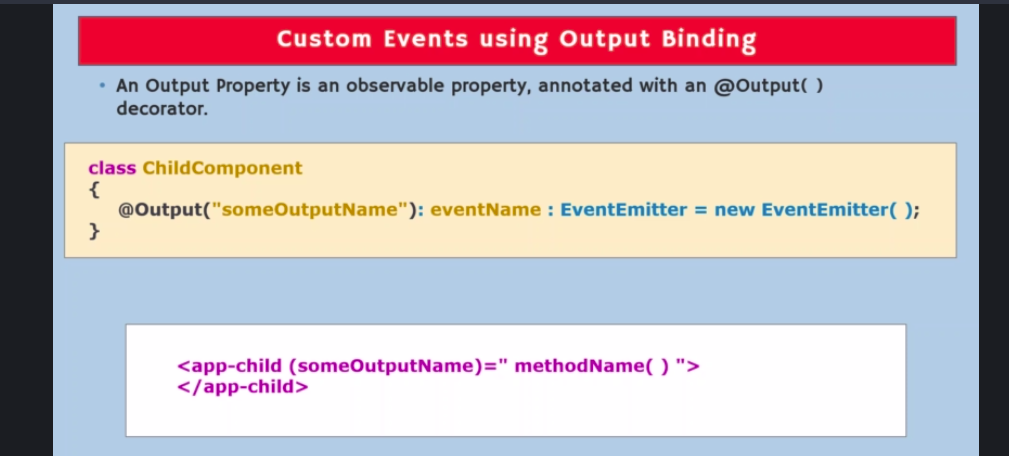 Custom Events using Output Binding
• An Output Property is an observable property, annotated with an @Output( )
decorator.
class ChildComponent
{
@Output("someOutputName"): eventName : EventEmitter = new EventEmitter( );
}
<app-child (someOutputName)=" methodName( ) ">
</app-child>